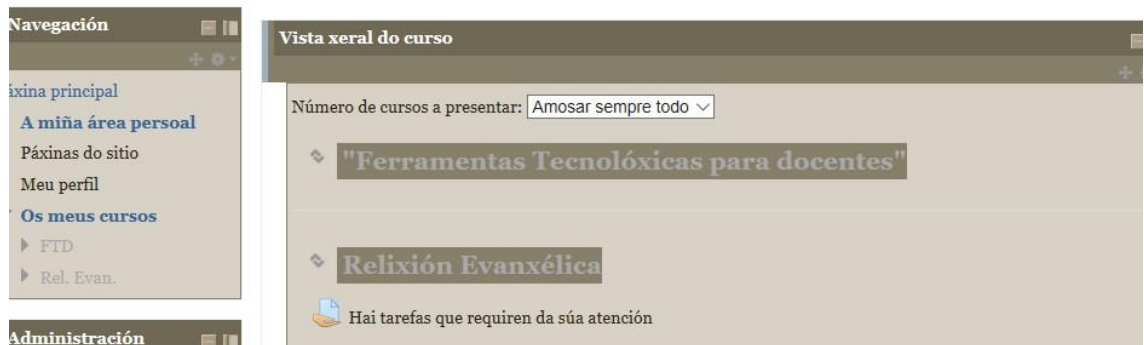 Navegación
áxina principal
A miña área persoal
Páxinas do sitio
Meu perfil
Os meus cursos
FTD
Rel. Evan.
Administración
Vista xeral do curso
Número de cursos a presentar: Amosar sempre todo
"Ferramentas Tecnolóxicas para docentes"
Relixión Evanxélica
Hai tarefas que requiren da súa atención